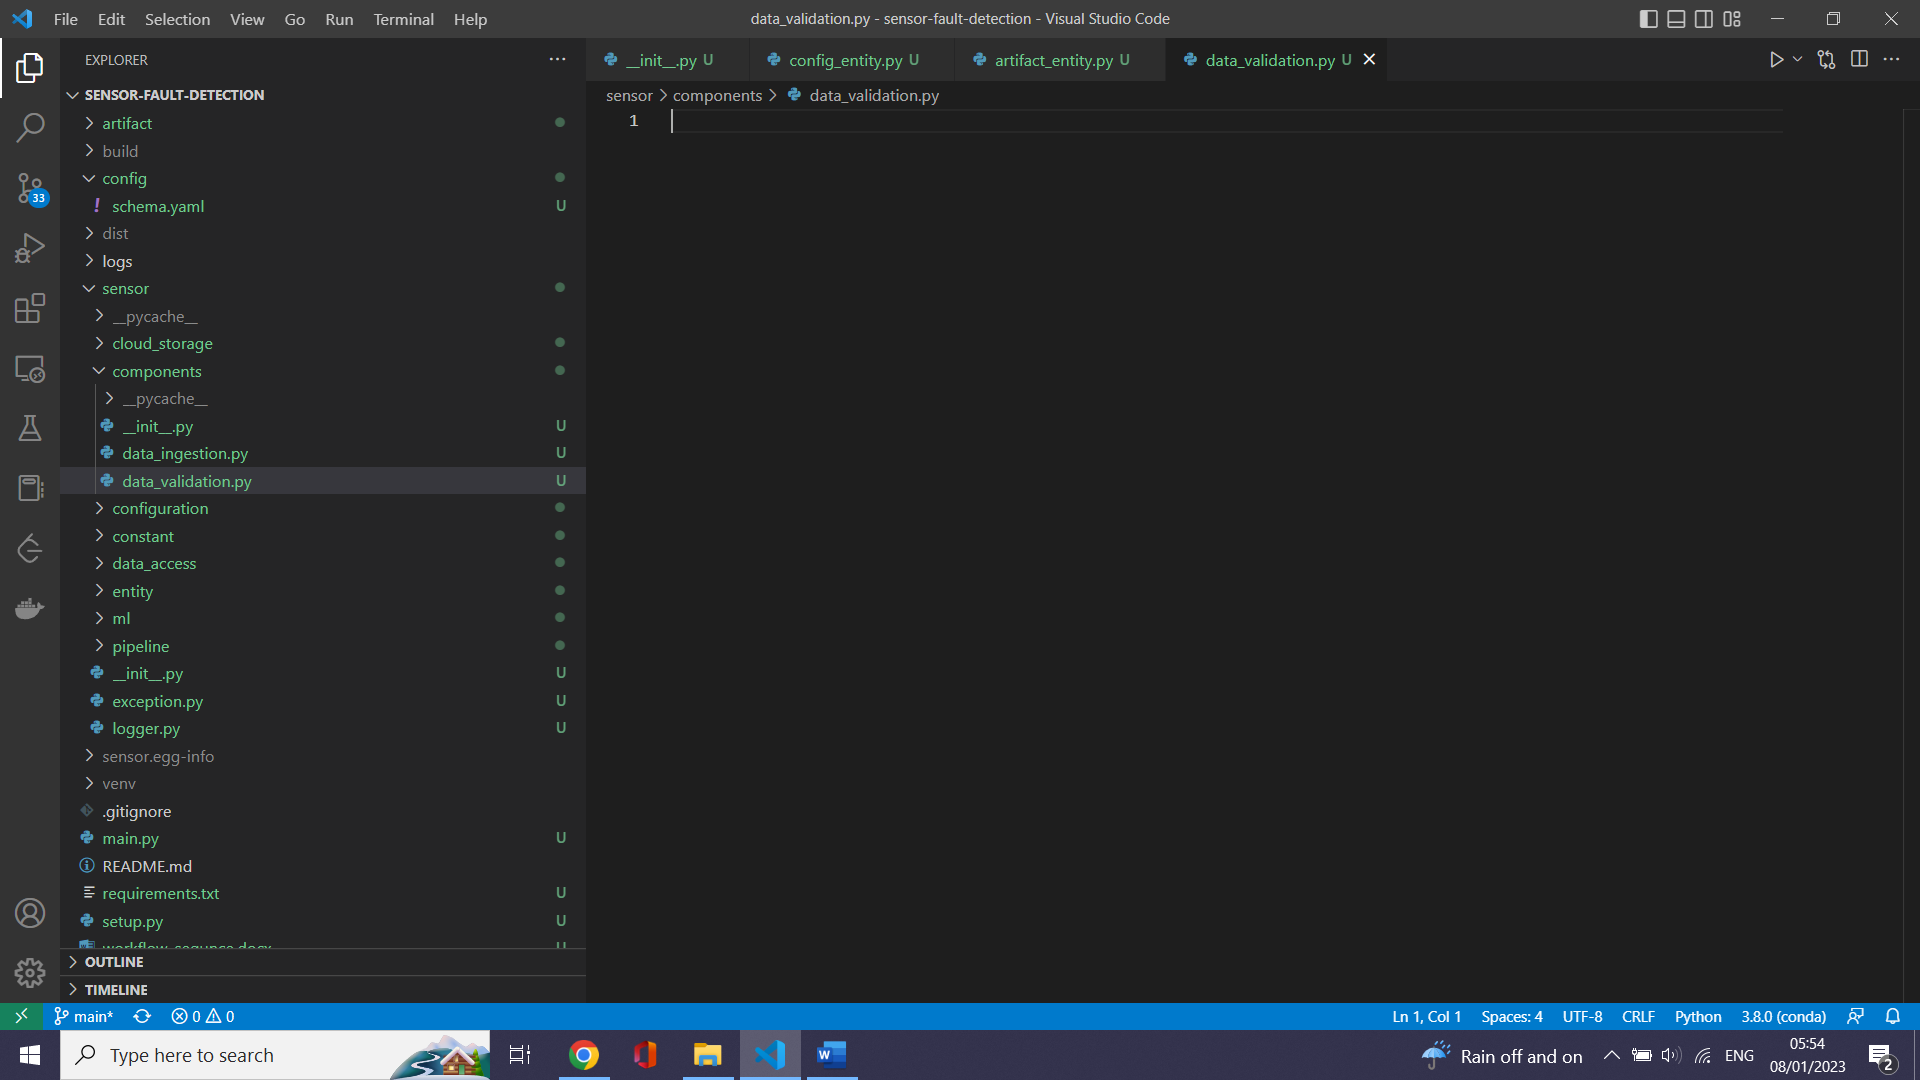 File Edit Selection View Go Run Terminal Help
data_validation.py - sensor-fault-detection - Visual Studio Code
EXPLORER
__init__.py U
config_entity.py U
artifact_entity.py U
data_validation.py U
SENSOR-FAULT-DETECTION
sensor > components > data_validation.py
1
artifact
build
config
! schema.yaml U
dist
logs
sensor
__pycache__
cloud_storage
components
__pycache__
__init__.py U
data_ingestion.py U
data_validation.py U
configuration
constant
data_access
entity
ml
pipeline
__init__.py U
exception.py U
logger.py U
sensor.egg-info
venv
.gitignore
main.py U
README.md
requirements.txt U
setup.py U
workflow_sequnce.docx U
OUTLINE
TIMELINE
33
main* 0 0
Ln 1, Col 1 Spaces: 4 UTF-8 CRLF Python 3.8.0 (conda)
Type here to search
Rain off and on
ENG
05:54
08/01/2023
2